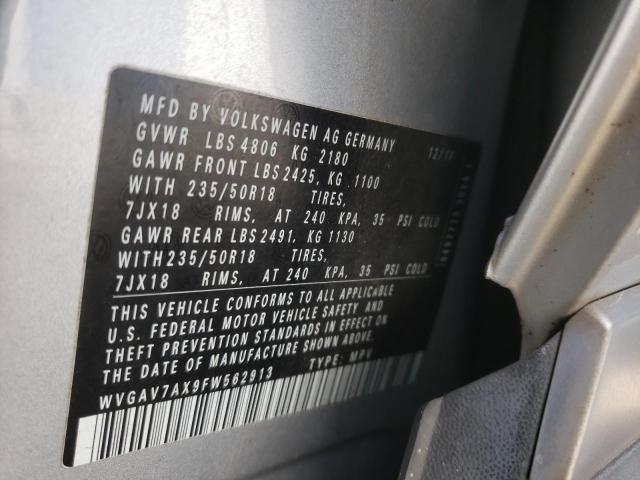 MFD BY VOLKSWAGEN AG GERMANY
GVWR LBS 4806 KG 2180 12/14
GAWR FRONT LBS 2425, KG 1100
WITH 235/50R18 TIRES,
7JX18 RIMS, AT 240 KPA, 35 PSI COLD
GAWR REAR LBS 2491, KG 1130
WITH 235/50R18 TIRES,
7JX18 RIMS, AT 240 KPA, 35 PSI COLD
THIS VEHICLE CONFORMS TO ALL APPLICABLE
U.S. FEDERAL MOTOR VEHICLE SAFETY AND
THEFT PREVENTION STANDARDS IN EFFECT ON
THE DATE OF MANUFACTURE SHOWN ABOVE
WVGAV7AX9FW562913 TYPE: MPV